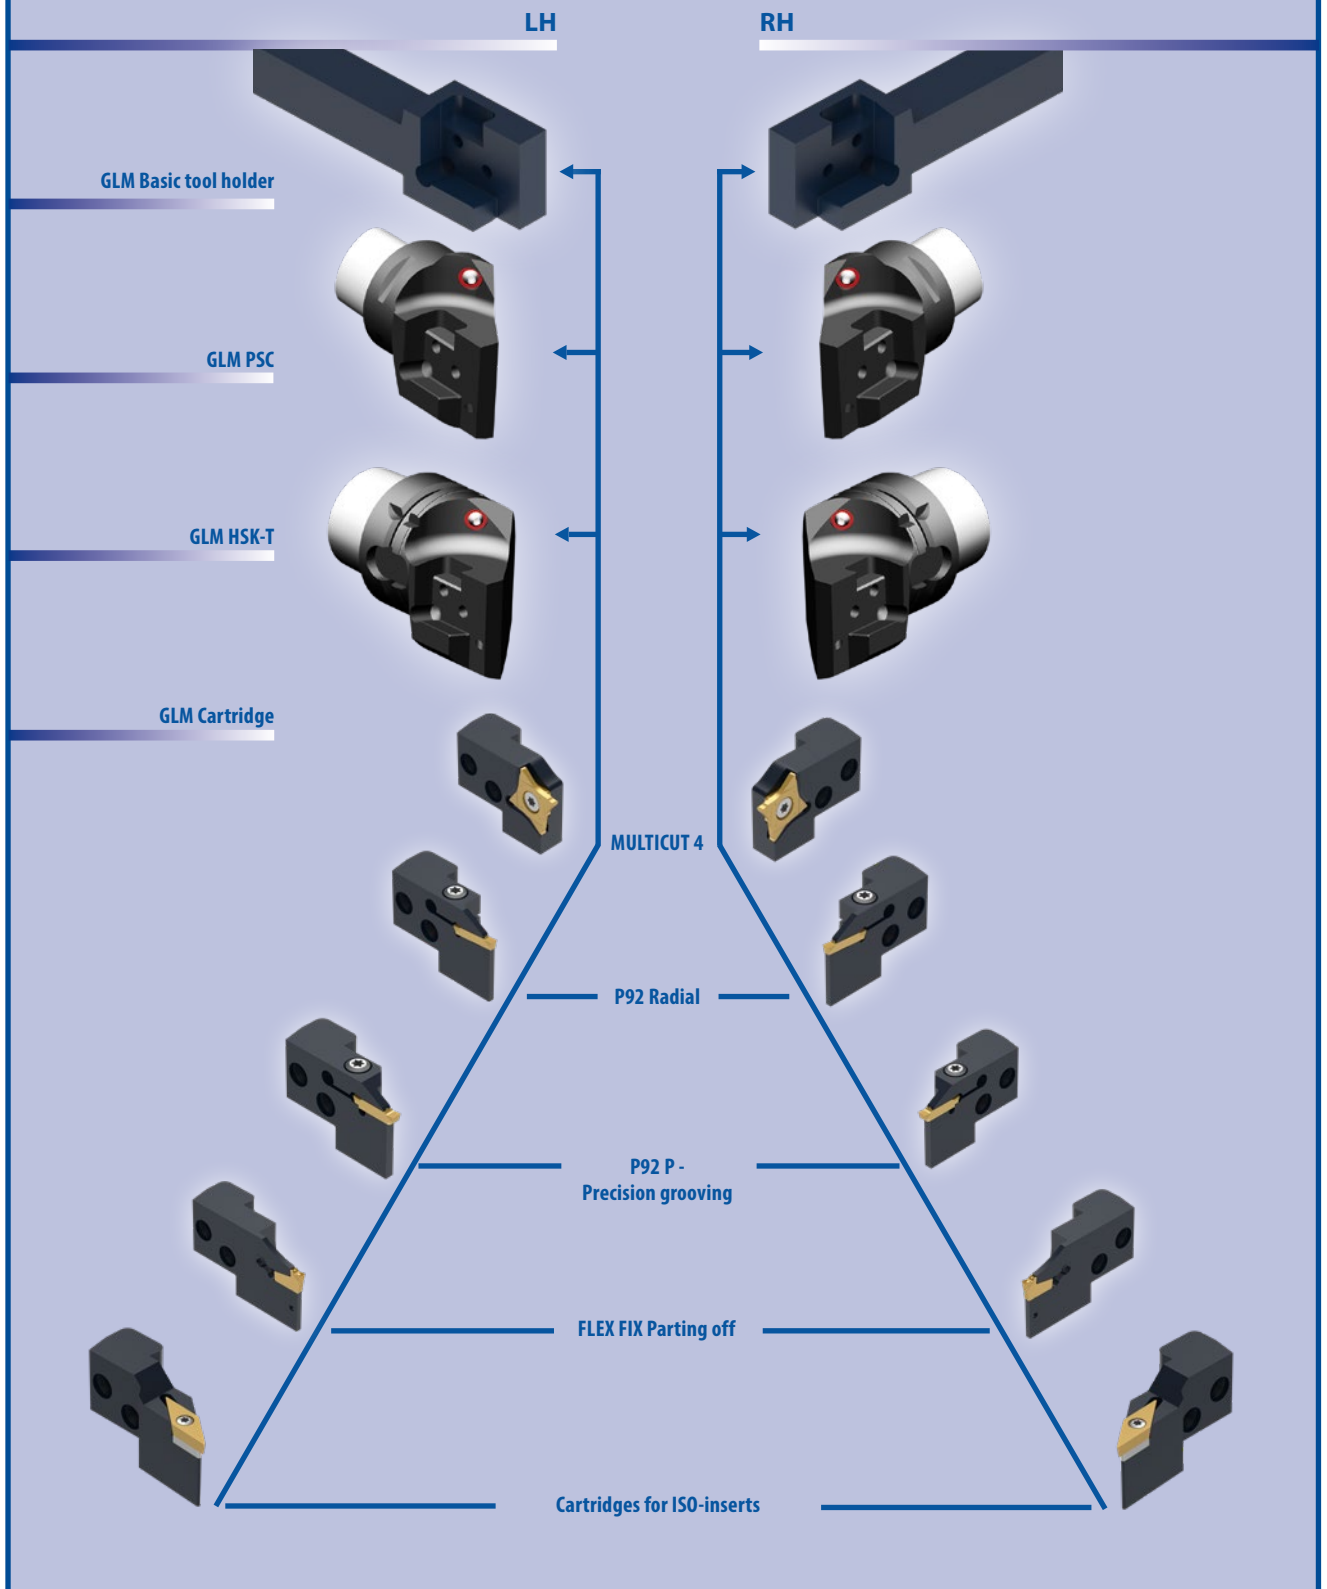 LH
RH
GLM Basic tool holder
GLM PSC
GLM HSK-T
GLM Cartridge
MULTICUT 4
P92 Radial
P92 P -
Precision grooving
FLEX FIX Parting off
Cartridges for ISO-inserts